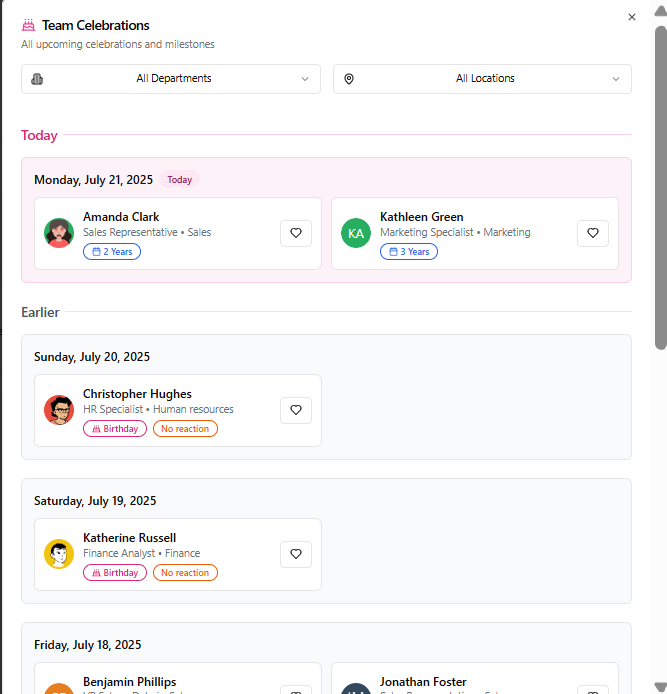 Team Celebrations
All upcoming celebrations and milestones
All Departments
All Locations
Today
Monday, July 21, 2025 Today
Amanda Clark
Sales Representative • Sales
2 Years
KA
Kathleen Green
Marketing Specialist • Marketing
3 Years
Earlier
Sunday, July 20, 2025
Christopher Hughes
HR Specialist • Human resources
Birthday No reaction
Saturday, July 19, 2025
Katherine Russell
Finance Analyst • Finance
Birthday No reaction
Friday, July 18, 2025
Benjamin Phillips
Jonathan Foster